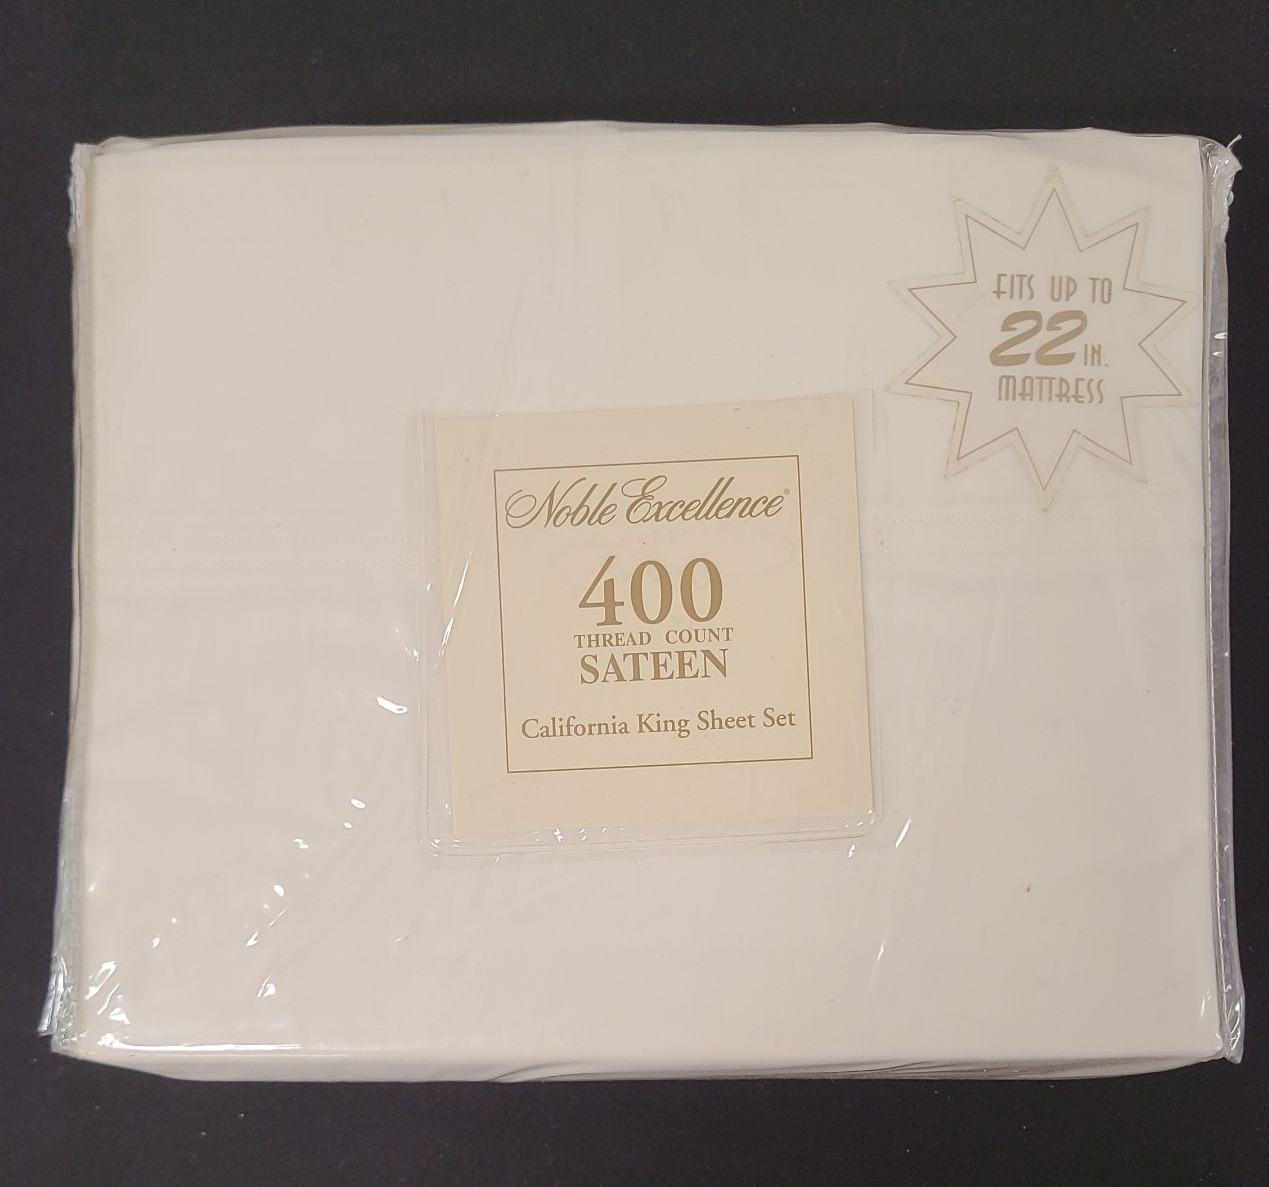 FITS UP TO
22 IN.
MATTRESS
Noble Excellence®
400
THREAD COUNT
SATEEN
California King Sheet Set